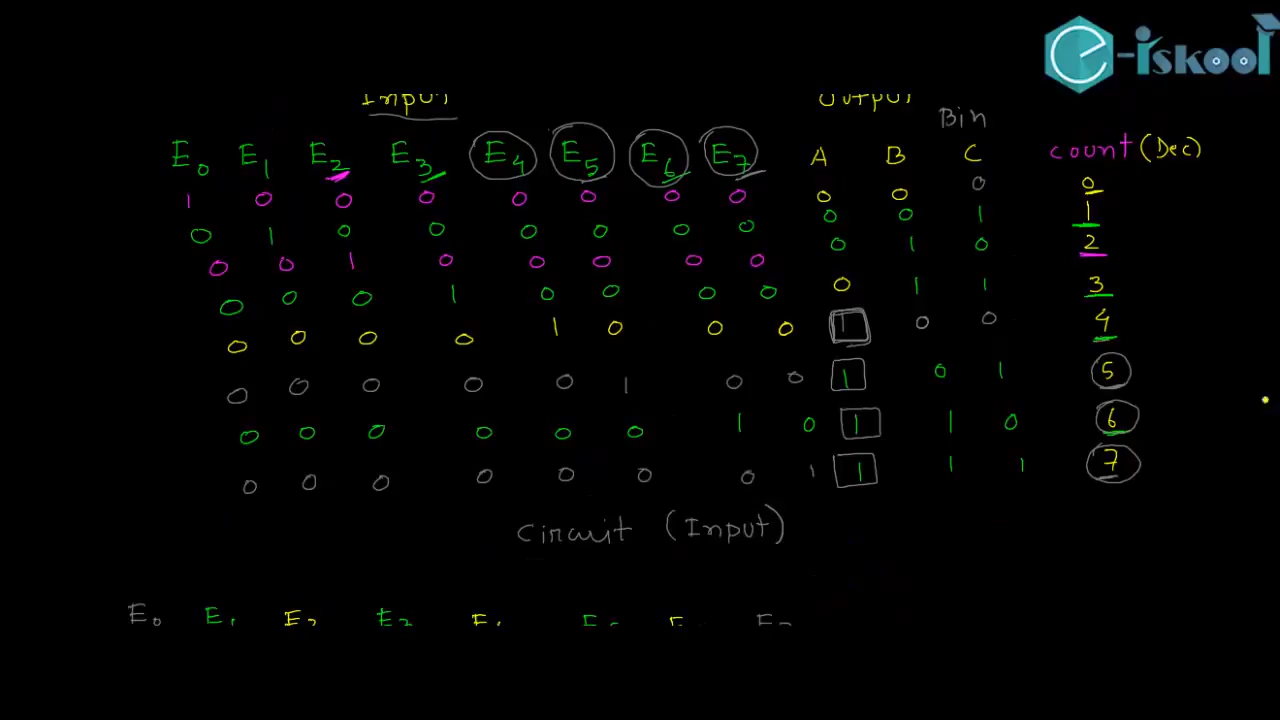 e-iskool
Input Output
Bin
E0 E1 E2 E3 E4 E5 E6 E7 A B C count (Dec)
1 0 0 0 0 0 0 0 0 0 0 0
0 1 0 0 0 0 0 0 0 0 1 1
0 0 1 0 0 0 0 0 0 1 0 2
0 0 0 1 0 0 0 0 0 1 1 3
0 0 0 0 1 0 0 0 1 0 0 4
0 0 0 0 0 1 0 0 1 0 1 5
0 0 0 0 0 0 1 0 1 1 0 6
0 0 0 0 0 0 0 1 1 1 1 7
Circuit (Input)
E0 E1 E2 E3